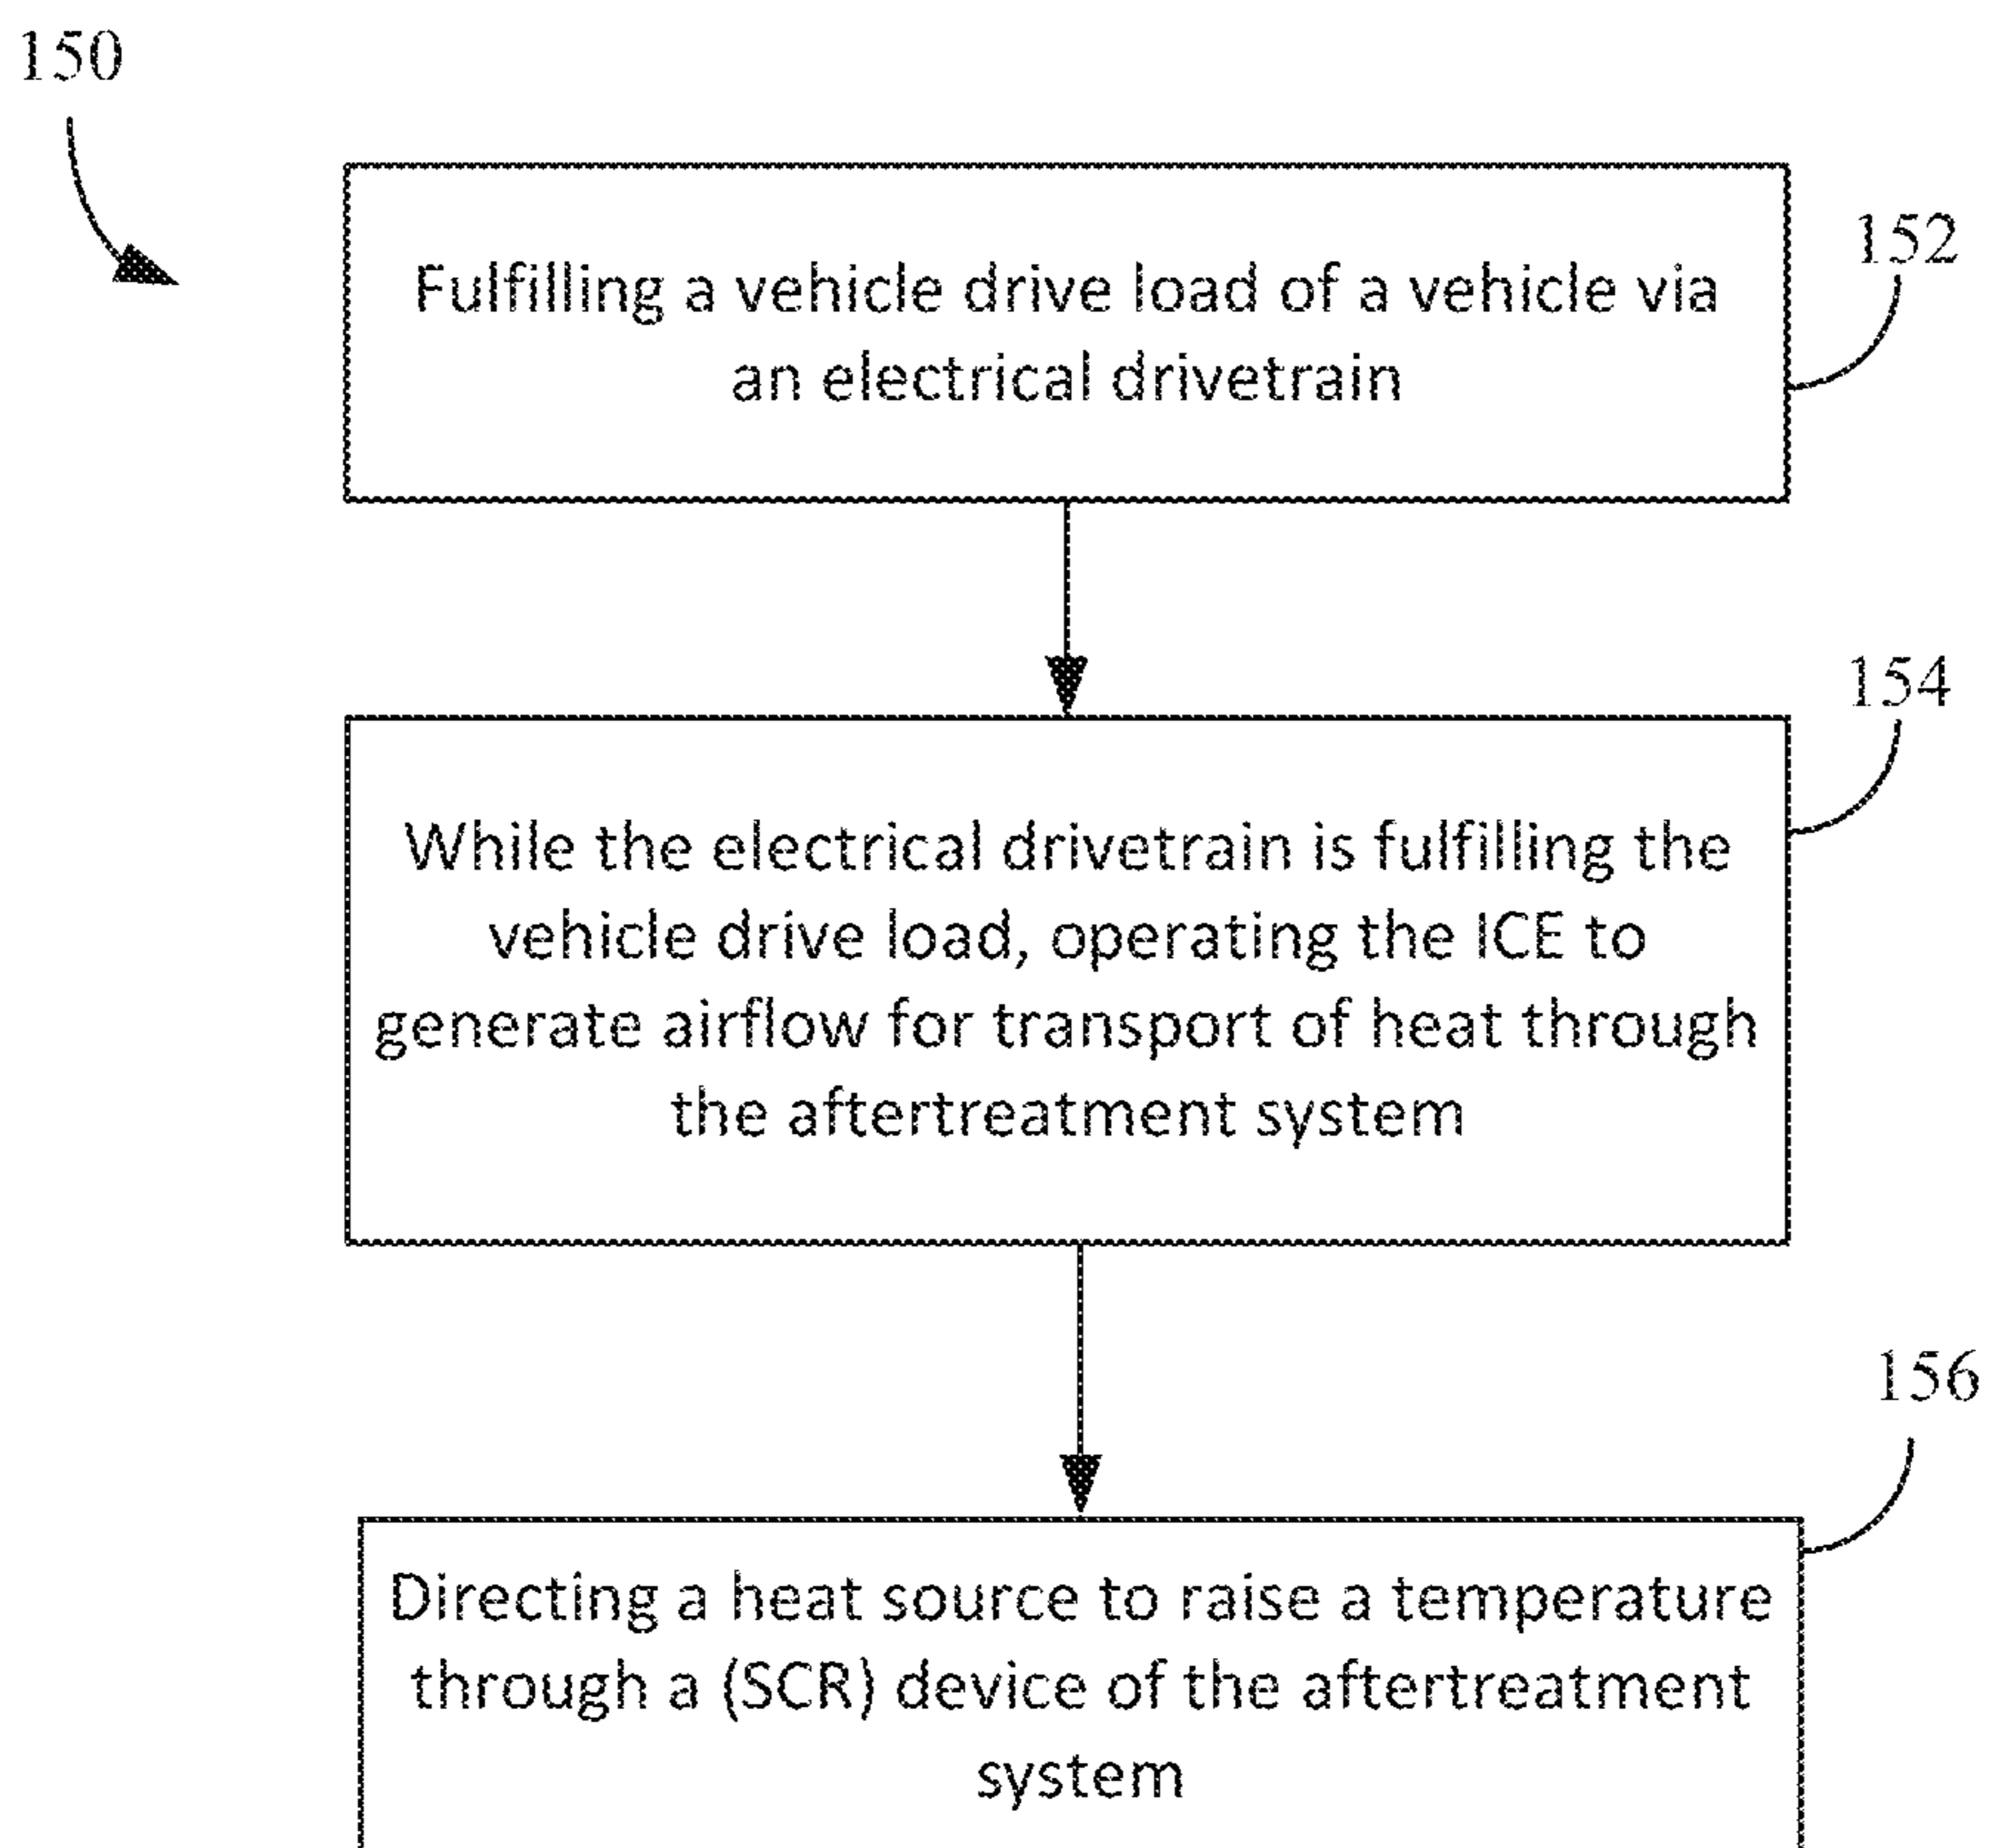 150
152
Fulfilling a vehicle drive load of a vehicle via
an electrical drivetrain
154
While the electrical drivetrain is fulfilling the
vehicle drive load, operating the ICE to
generate airflow for transport of heat through
the aftertreatment system
156
Directing a heat source to raise a temperature
through a (SCR) device of the aftertreatment
system